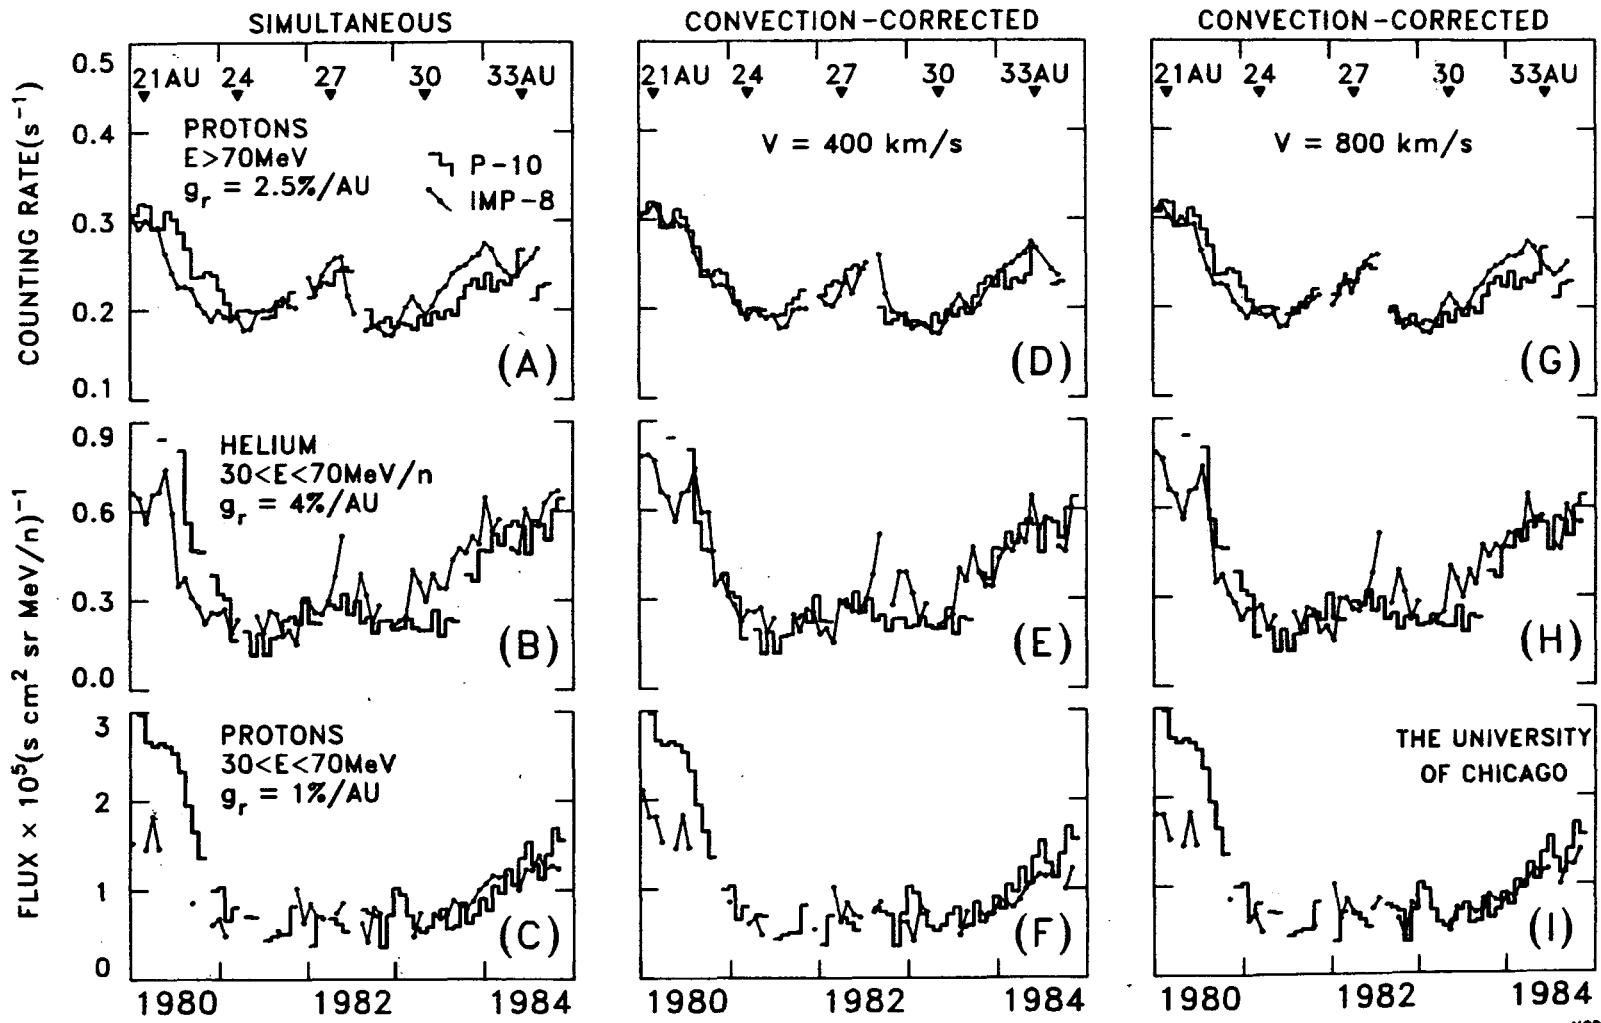 SIMULTANEOUS
CONVECTION-CORRECTED
CONVECTION-CORRECTED
COUNTING RATE(s⁻¹)
0.5
0.4
0.3
0.2
0.1
21AU 24 27 30 33AU
PROTONS
E>70MeV
gᵣ = 2.5%/AU
P-10
IMP-8
(A)
21AU 24 27 30 33AU
V = 400 km/s
(D)
21AU 24 27 30 33AU
V = 800 km/s
(G)
FLUX × 10⁵(s cm² sr MeV/n)⁻¹
0.9
0.6
0.3
0.0
HELIUM
30<E<70MeV/n
gᵣ = 4%/AU
(B)
(E)
(H)
3
2
1
0
PROTONS
30<E<70MeV
gᵣ = 1%/AU
(C)
(F)
THE UNIVERSITY
OF CHICAGO
(I)
1980 1982 1984
1980 1982 1984
1980 1982 1984